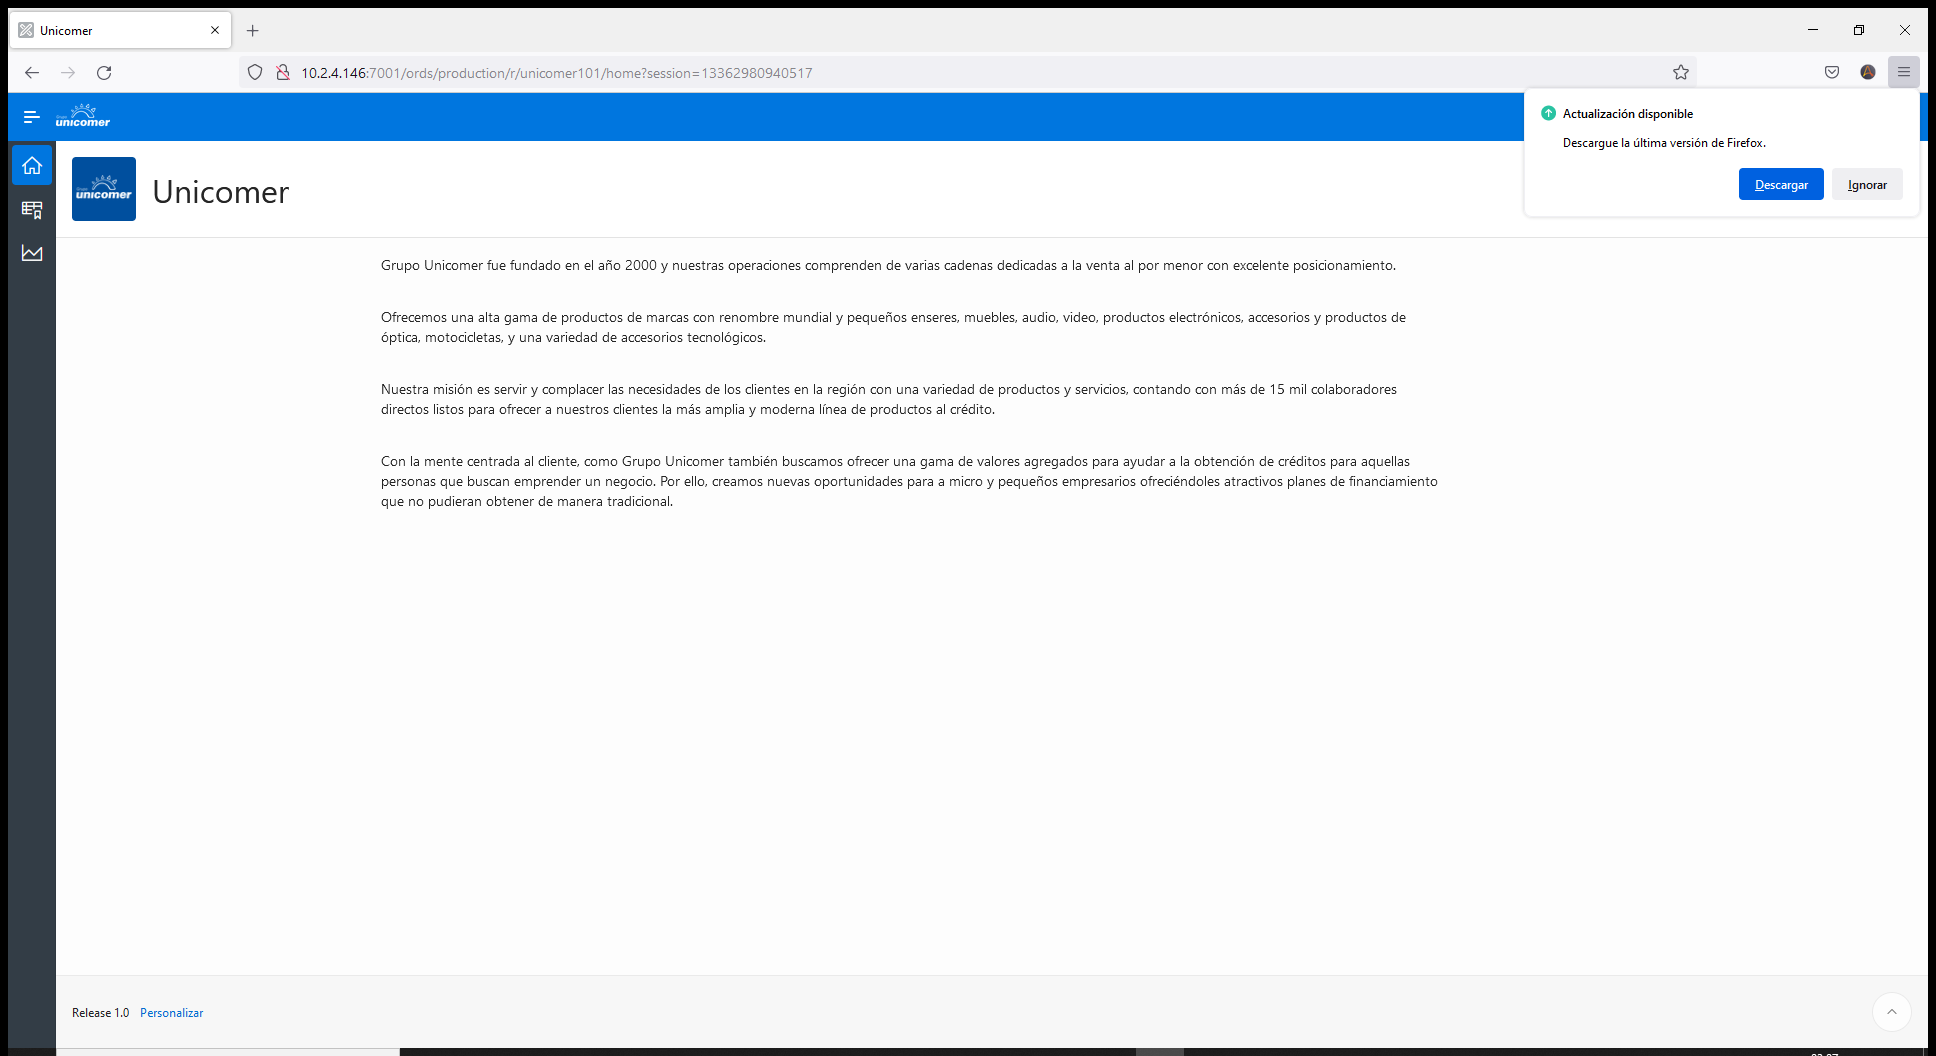 Unicomer
10.2.4.146:7001/ords/production/r/unicomer101/home?session=13362980940517
unicomer
Actualización disponible
Descargue la última versión de Firefox.
Descargar
Ignorar
unicomer
Unicomer
Grupo Unicomer fue fundado en el año 2000 y nuestras operaciones comprenden de varias cadenas dedicadas a la venta al por menor con excelente posicionamiento.
Ofrecemos una alta gama de productos de marcas con renombre mundial y pequeños enseres, muebles, audio, video, productos electrónicos, accesorios y productos de
óptica, motocicletas, y una variedad de accesorios tecnológicos.
Nuestra misión es servir y complacer las necesidades de los clientes en la región con una variedad de productos y servicios, contando con más de 15 mil colaboradores
directos listos para ofrecer a nuestros clientes la más amplia y moderna línea de productos al crédito.
Con la mente centrada al cliente, como Grupo Unicomer también buscamos ofrecer una gama de valores agregados para ayudar a la obtención de créditos para aquellas
personas que buscan emprender un negocio. Por ello, creamos nuevas oportunidades para a micro y pequeños empresarios ofreciéndoles atractivos planes de financiamiento
que no pudieran obtener de manera tradicional.
Release 1.0 Personalizar